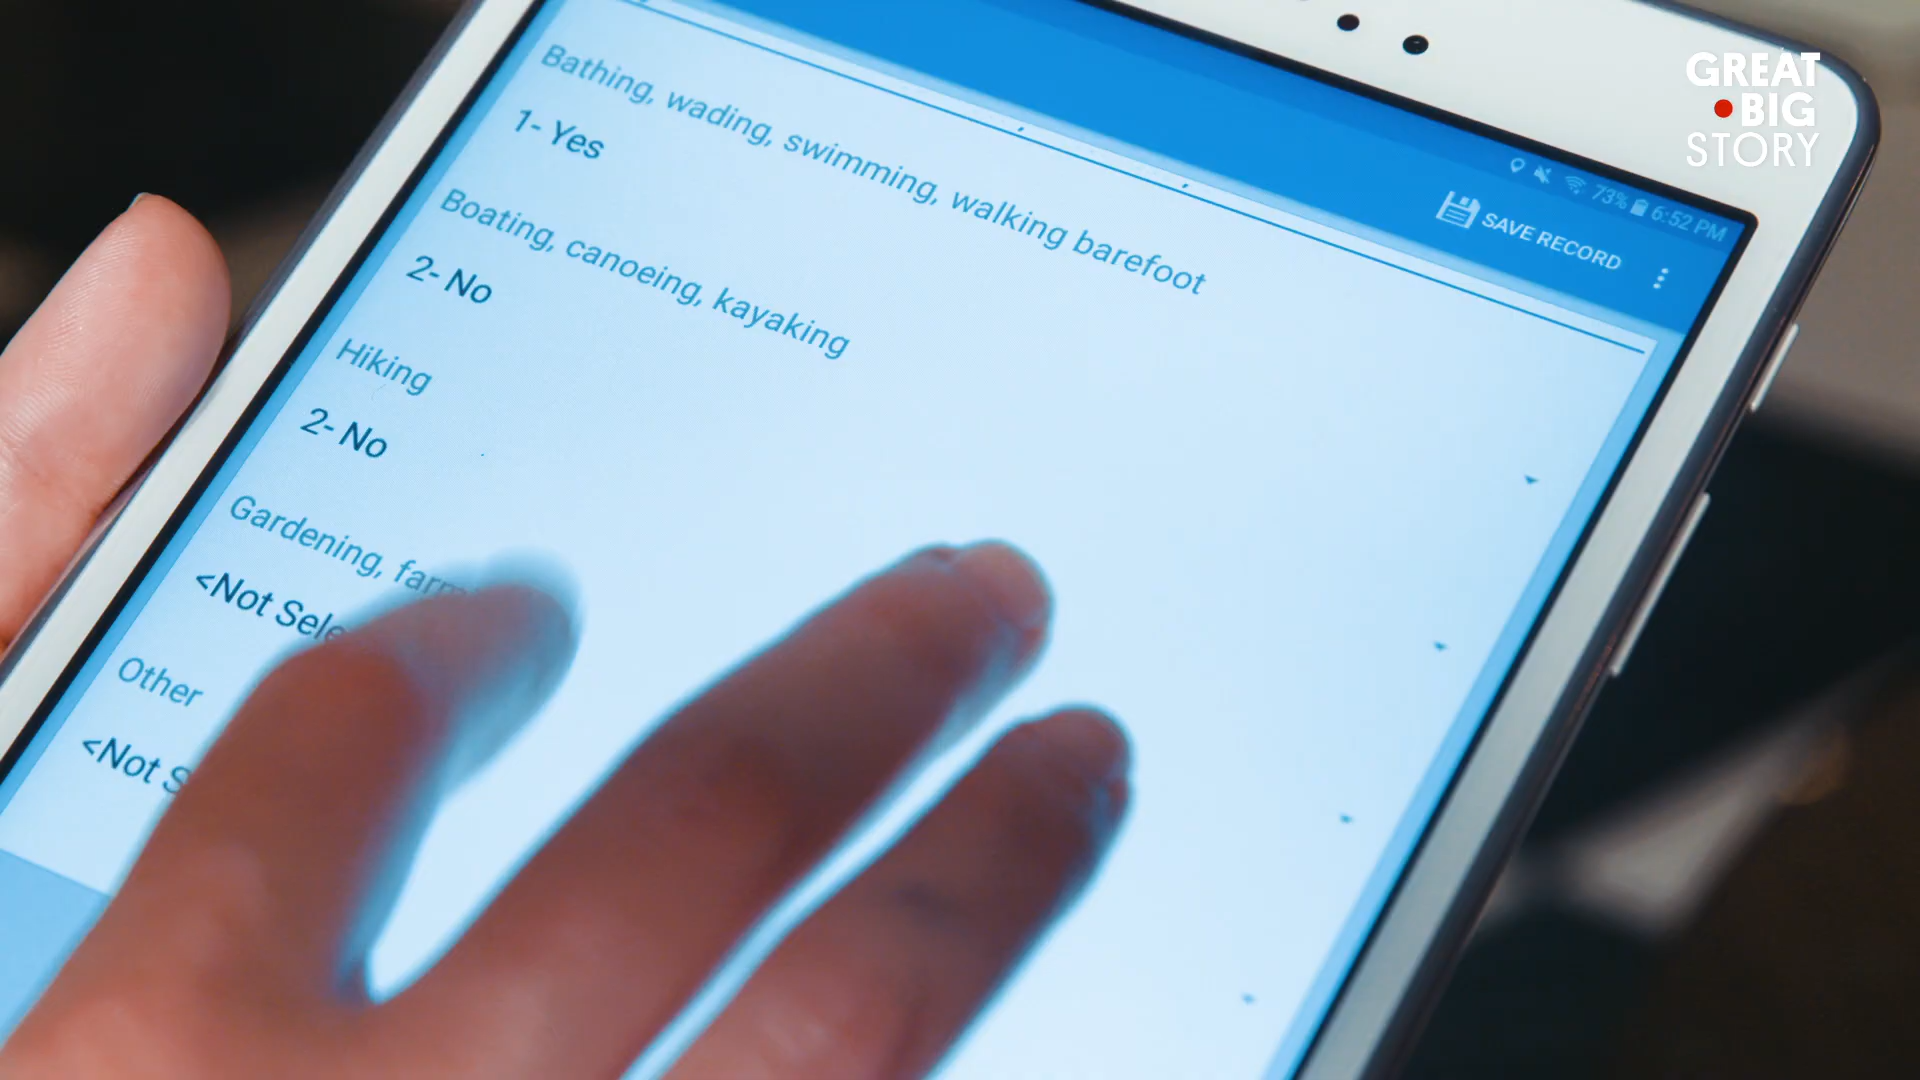 GREAT
BIG
STORY
73% 6:52 PM
SAVE RECORD
Bathing, wading, swimming, walking barefoot
1- Yes
Boating, canoeing, kayaking
2- No
Hiking
2- No
Gardening,
<Not
Other
<Not